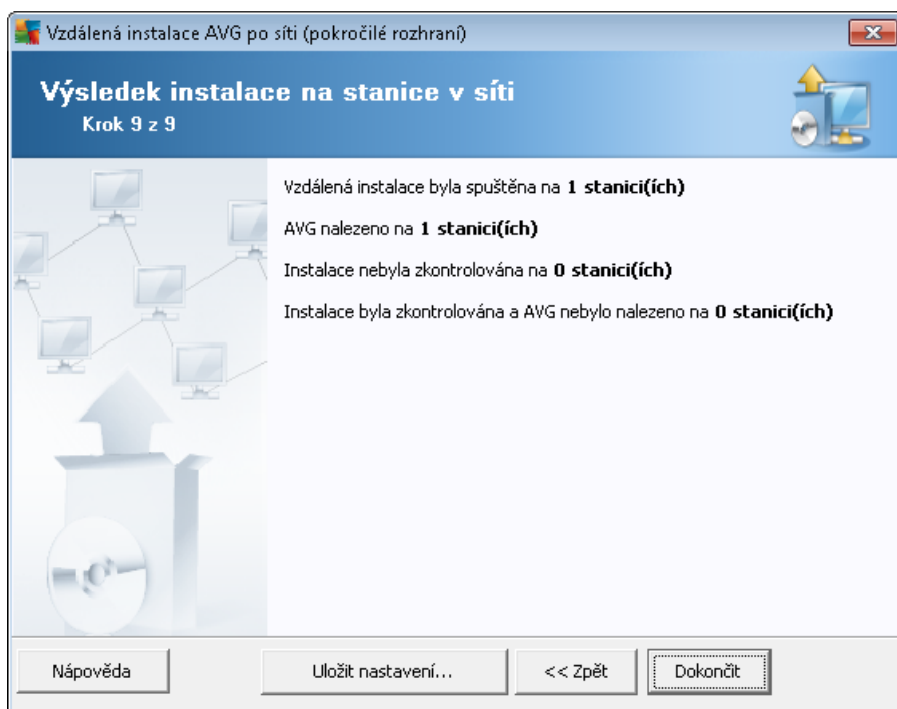 Vzdálená instalace AVG po síti (pokročilé rozhraní)
Výsledek instalace na stanice v síti
Krok 9 z 9
Vzdálená instalace byla spuštěna na 1 stanici(ích)
AVG nalezeno na 1 stanici(ích)
Instalace nebyla zkontrolována na 0 stanici(ích)
Instalace byla zkontrolována a AVG nebylo nalezeno na 0 stanici(ích)
Nápověda
Uložit nastavení...
<< Zpět
Dokončit